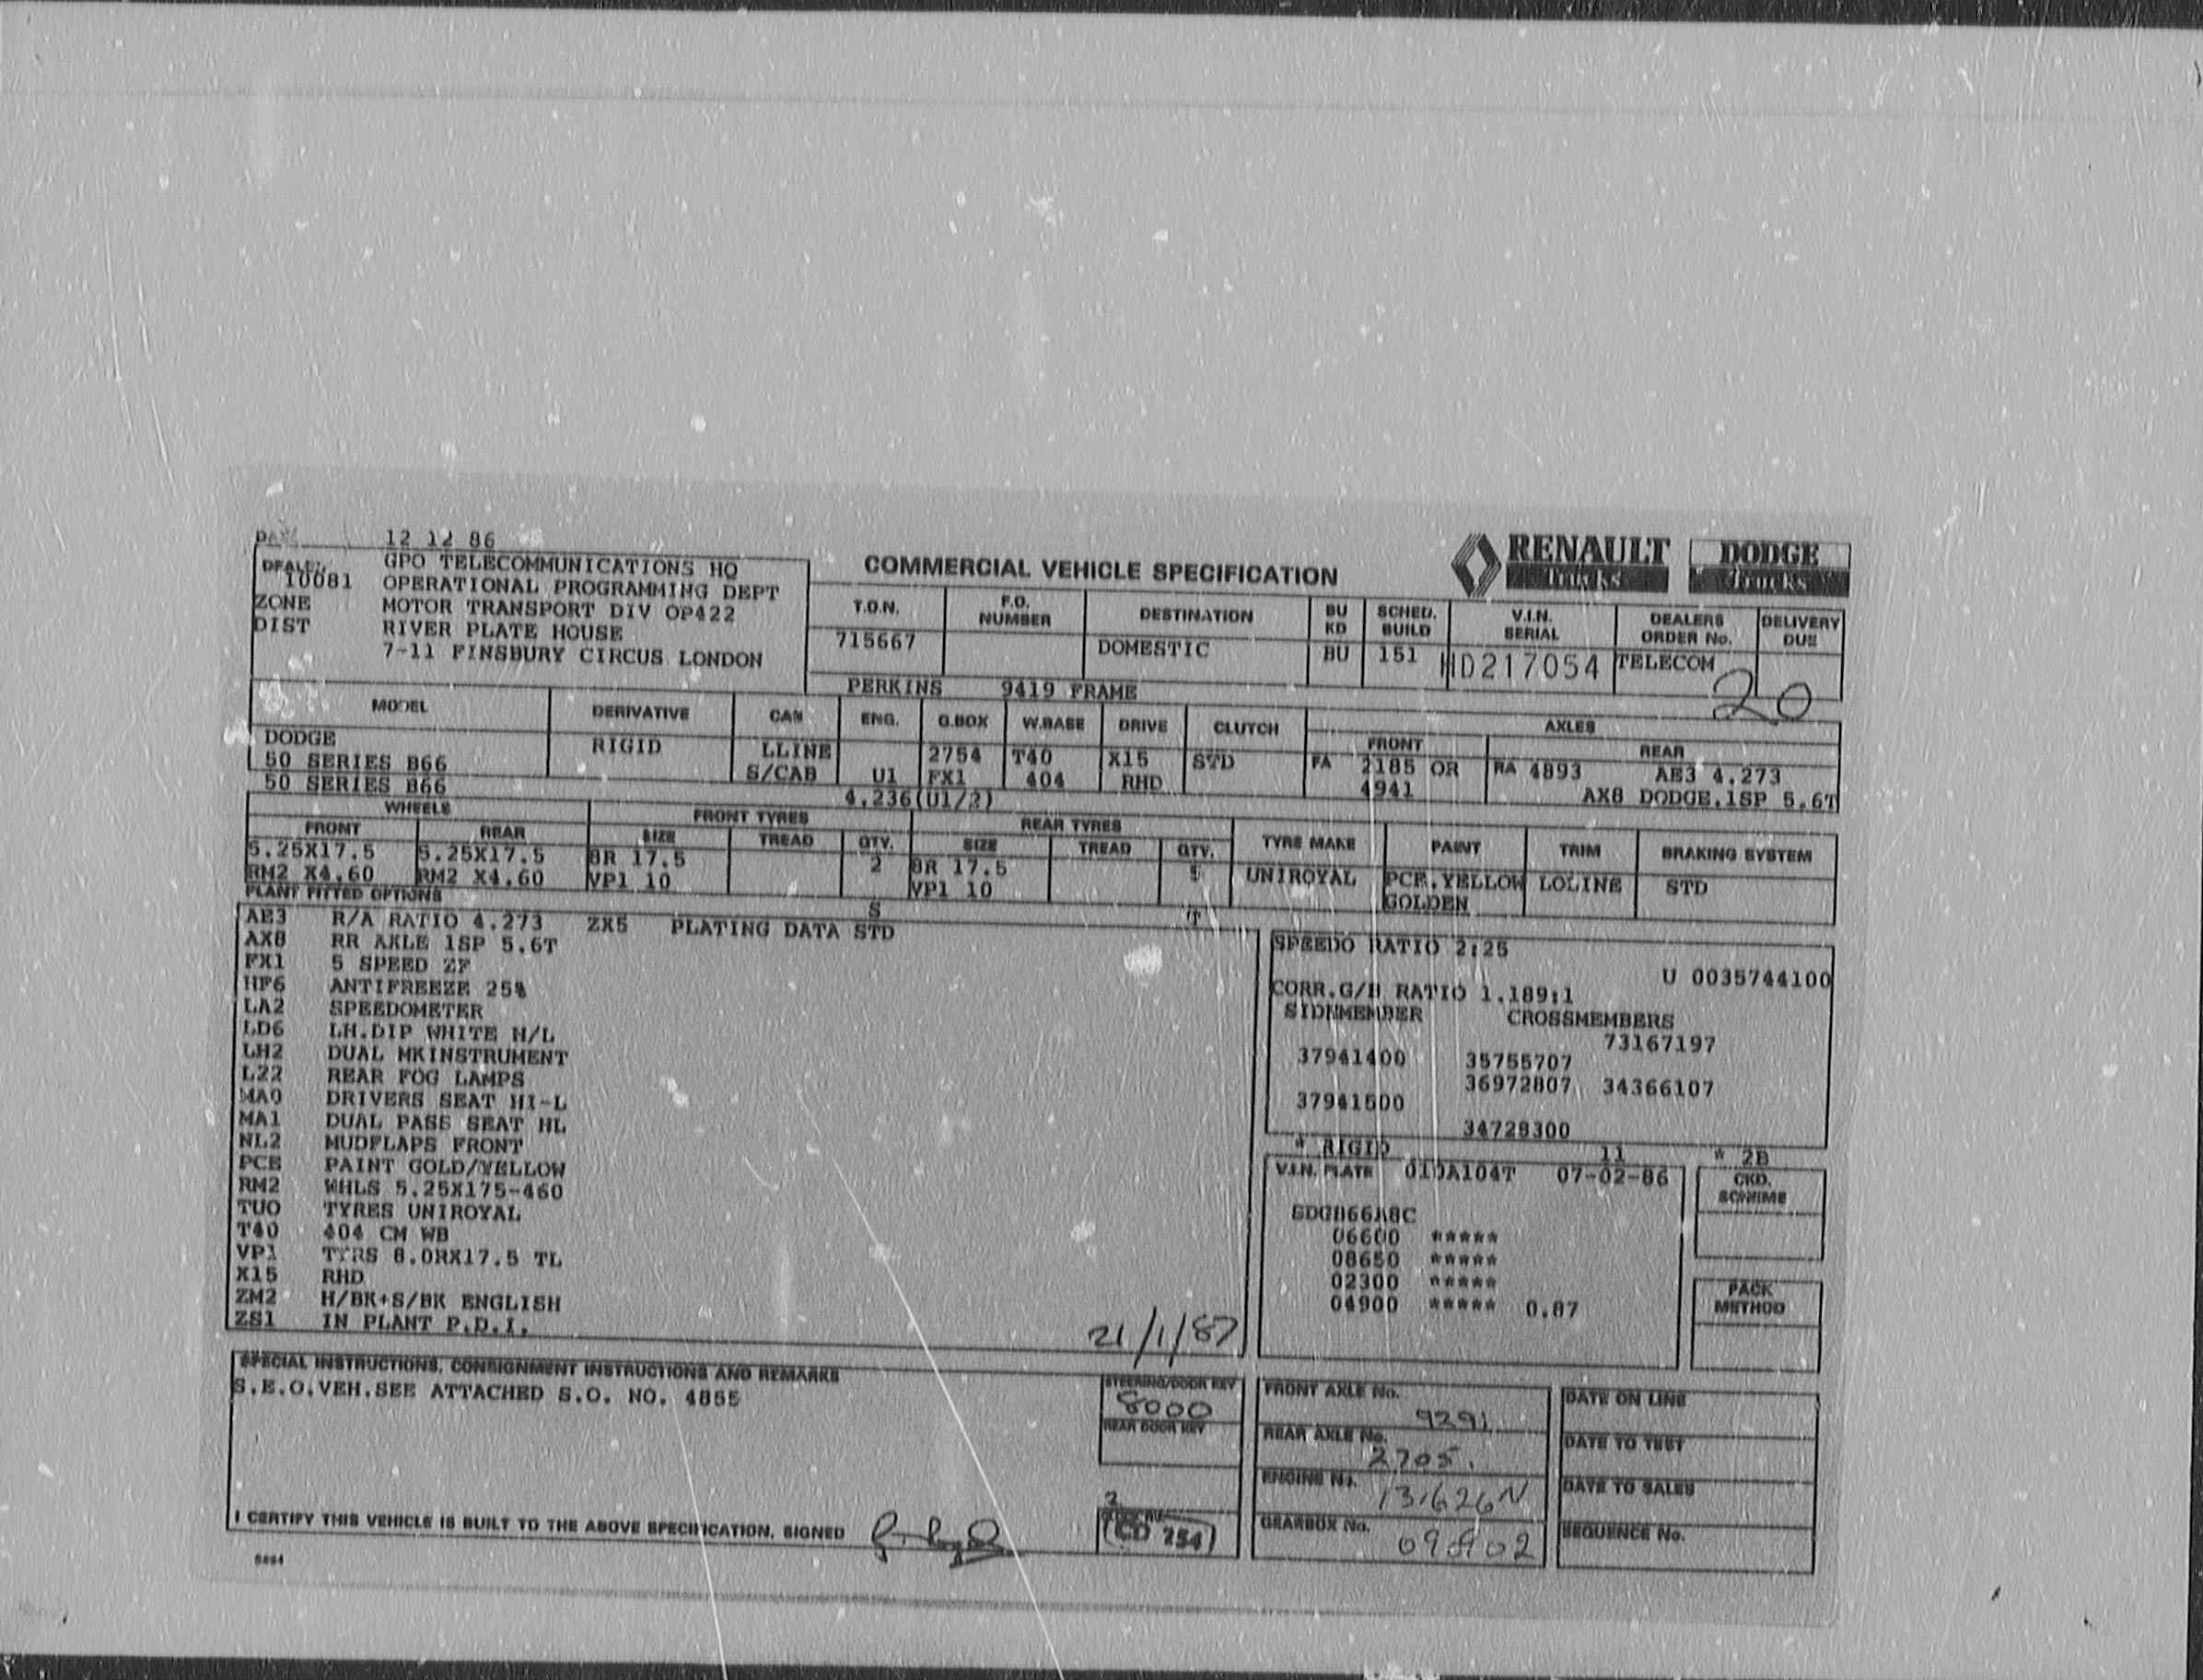 12 12 86
GPO TELECOMMUNICATIONS HQ
10081 OPERATIONAL PROGRAMMING DEPT
ZONE MOTOR TRANSPORT DIV OP422
DIST RIVER PLATE HOUSE
7-11 FINSBURY CIRCUS LONDON
COMMERCIAL VEHICLE SPECIFICATION
RENAULT Trucks
DODGE Trucks
T.O.N. F.O. NUMBER DESTINATION BU KD SCHED. BUILD V.I.N. SERIAL DEALERS ORDER No. DELIVERY DUE
715667 DOMESTIC BU 151 HD217054 TELECOM
20
PERKINS 9419 FRAME
MODEL DERIVATIVE ENG. G.BOX W.BASE DRIVE CLUTCH AXLES
FRONT REAR
DODGE RIGID LLINE 2754 T40 X15 STD FA 2185 OR RA 4893 AE3 4.273
50 SERIES B66 S/CAB U1 FX1 404 RHD 4941 AX8 DODGE.1SP 5.6T
50 SERIES B66
4.236(U1/2)
WHEELS FRONT TYRES REAR TYRES
FRONT REAR SIZE TREAD QTY. SIZE TREAD QTY. TYRE MAKE PAINT TRIM BRAKING SYSTEM
5.25X17.5 5.25X17.5 8R 17.5 2 8R 17.5 UNIROYAL PCE.YELLOW LOLINE STD
RM2 X4.60 RM2 X4.60 VP1 10 VP1 10 GOLDEN
PLANT FITTED OPTIONS
S T
AE3 R/A RATIO 4.273 ZX5 PLATING DATA STD
AX8 RR AXLE 1SP 5.6T
FX1 5 SPEED ZF
HF6 ANTIFREEZE 25%
LA2 SPEEDOMETER
LD6 LH.DIP WHITE H/L
LH2 DUAL MKINSTRUMENT
L22 REAR FOG LAMPS
MA0 DRIVERS SEAT HI-L
MA1 DUAL PASS SEAT HL
NL2 MUDFLAPS FRONT
PCE PAINT GOLD/YELLOW
RM2 WHLS 5.25X175-460
TUO TYRES UNIROYAL
T40 404 CM WB
VP1 TYRS 8.0RX17.5 TL
X15 RHD
ZM2 H/BK+S/BK ENGLISH
ZS1 IN PLANT P.D.I.
21/1/87
SPEEDO RATIO 2:25
U 0035744100
CORR.G/B RATIO 1.189:1
SIDEMEMBER CROSSMEMBERS
73167197
37941400 35755707
36972807 34366107
37941500
34728300
* RIGID 11 * 2B
V.I.N. PLATE 010A104T 07-02-86
06600 *****
08650 *****
02300 *****
04900 ***** 0.87
CKD. SCHEME
PACK METHOD
SPECIAL INSTRUCTIONS, CONSIGNMENT INSTRUCTIONS AND REMARKS
S.E.O.VEH.SEE ATTACHED S.O. NO. 4855
STEERING/DOOR KEY
8000
REAR DOOR KEY
CD 254
FRONT AXLE No. 9291
REAR AXLE No. 2705.
ENGINE No. 131626N
GEARBOX No.
DATE ON LINE
DATE TO TEST
DATE TO SALES
SEQUENCE No.
I CERTIFY THIS VEHICLE IS BUILT TO THE ABOVE SPECIFICATION. SIGNED